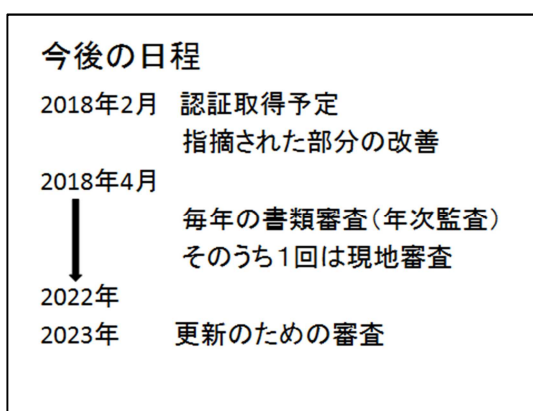 今後の日程
2018年2月 認証取得予定
指摘された部分の改善
2018年4月
毎年の書類審査(年次監査)
そのうち1回は現地審査
2022年
2023年 更新のための審査